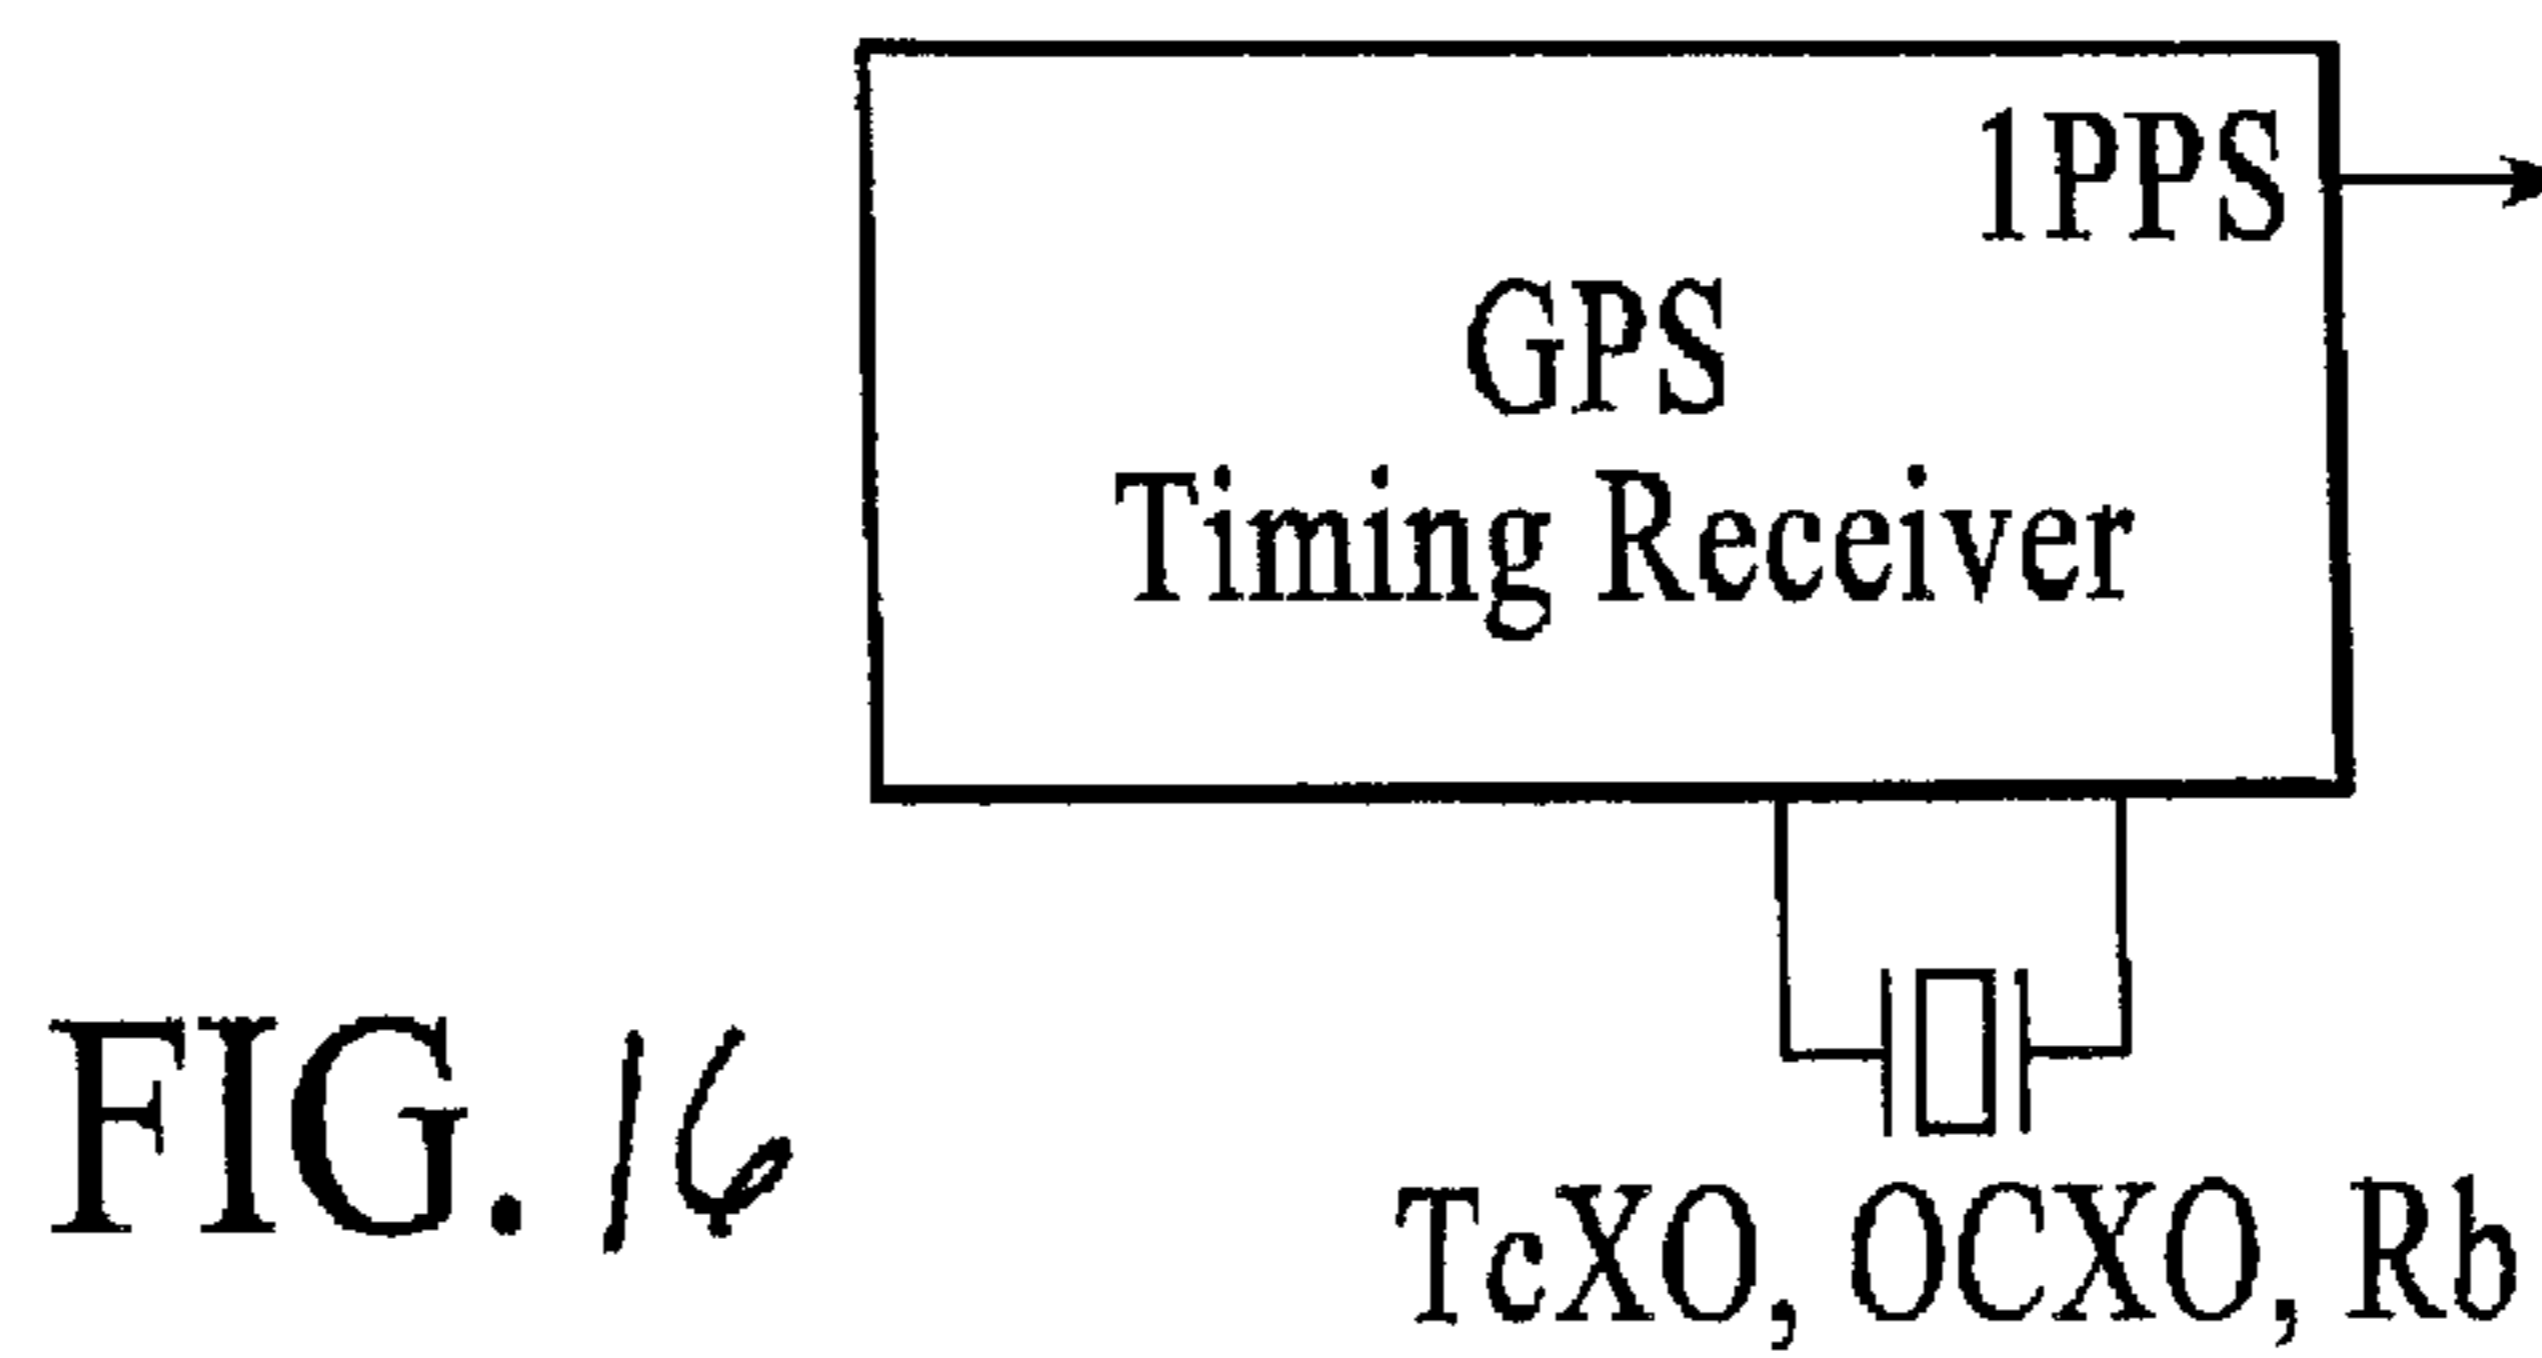 1PPS
GPS
Timing Receiver
FIG. 16
TcXO, OCXO, Rb